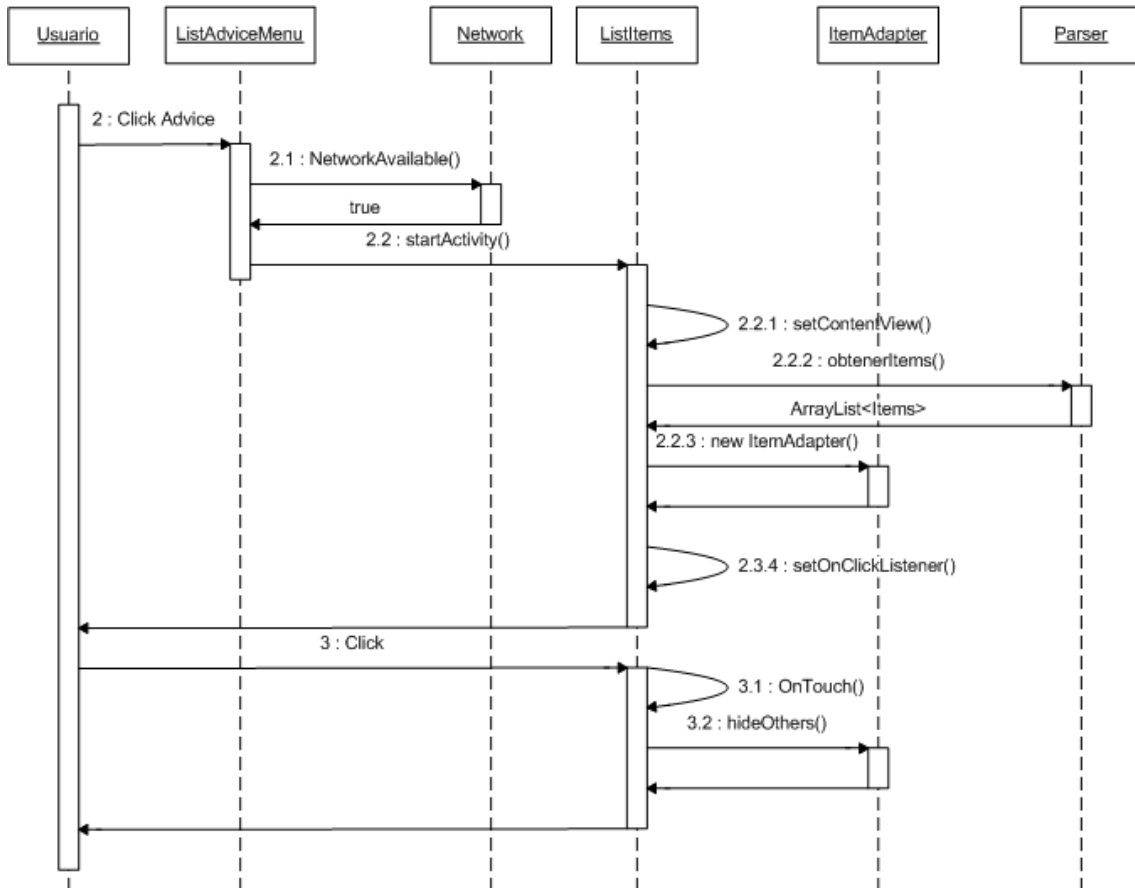 Usuario
ListAdviceMenu
Network
ListItems
ItemAdapter
Parser
2 : Click Advice
2.1 : NetworkAvailable()
true
2.2 : startActivity()
2.2.1 : setContentView()
2.2.2 : obtenerItems()
ArrayList<Items>
2.2.3 : new ItemAdapter()
2.3.4 : setOnClickListener()
3 : Click
3.1 : OnTouch()
3.2 : hideOthers()